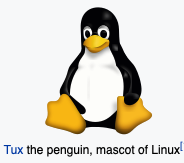 Tux the penguin, mascot of Linux[